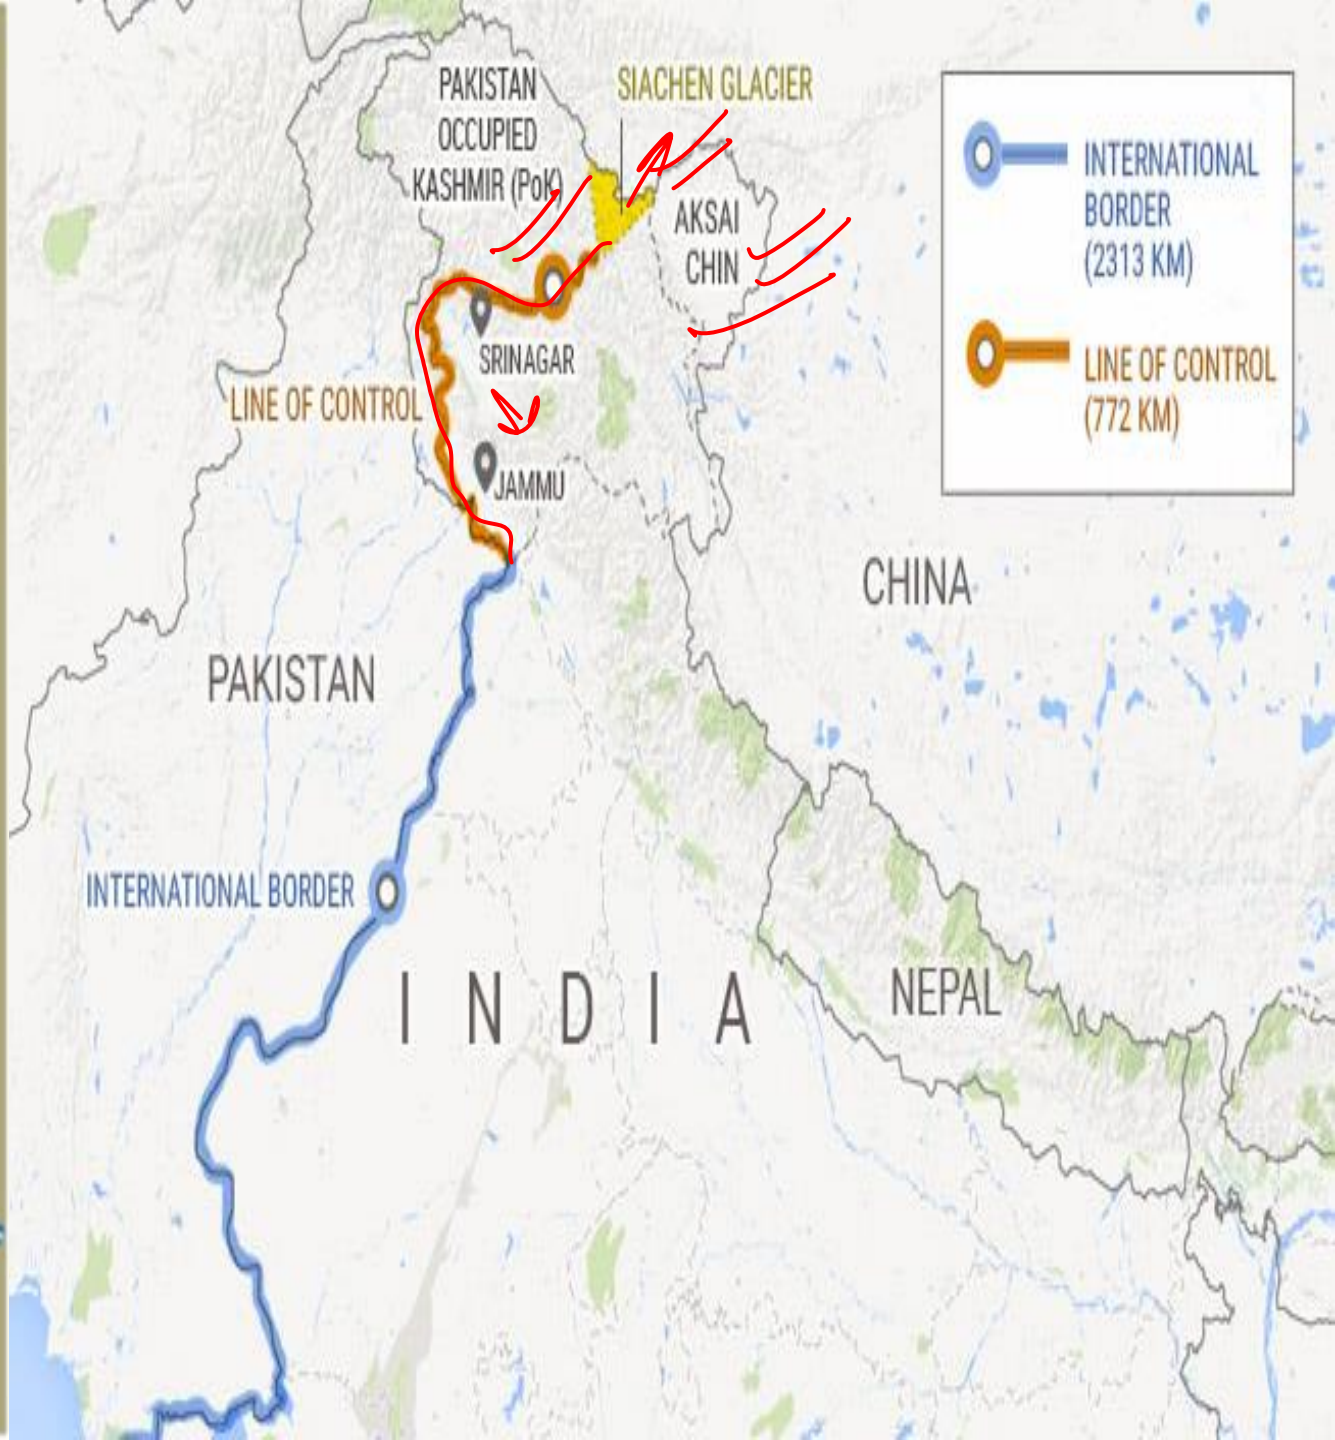 PAKISTAN
OCCUPIED
KASHMIR (PoK)
SIACHEN GLACIER
AKSAI
CHIN
INTERNATIONAL
BORDER
(2313 KM)
LINE OF CONTROL
(772 KM)
SRINAGAR
LINE OF CONTROL
JAMMU
CHINA
PAKISTAN
INTERNATIONAL BORDER
INDIA
NEPAL